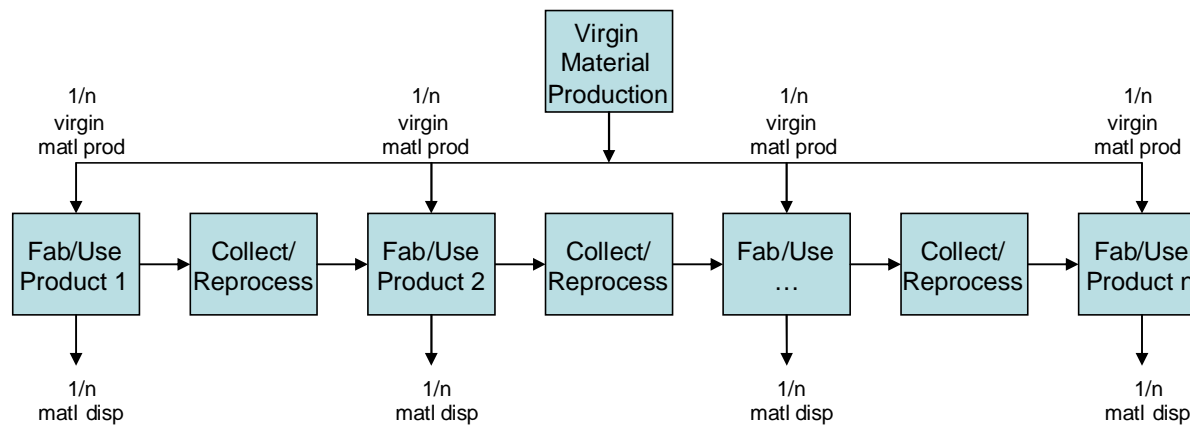 Virgin
Material
Production
1/n
virgin
matl prod
1/n
virgin
matl prod
1/n
virgin
matl prod
1/n
virgin
matl prod
Fab/Use
Product 1
Collect/
Reprocess
Fab/Use
Product 2
Collect/
Reprocess
Fab/Use
...
Collect/
Reprocess
Fab/Use
Product n
1/n
matl disp
1/n
matl disp
1/n
matl disp
1/n
matl disp